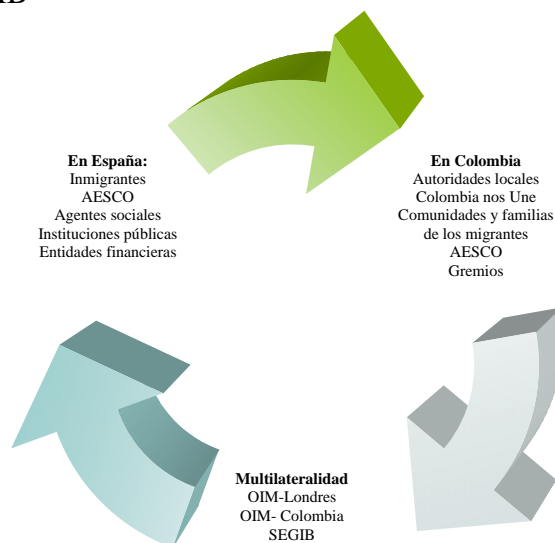 En España:
Inmigrantes
AESCO
Agentes sociales
Instituciones públicas
Entidades financieras
En Colombia
Autoridades locales
Colombia nos Une
Comunidades y familias
de los migrantes
AESCO
Gremios
Multilateralidad
OIM-Londres
OIM- Colombia
SEGIB